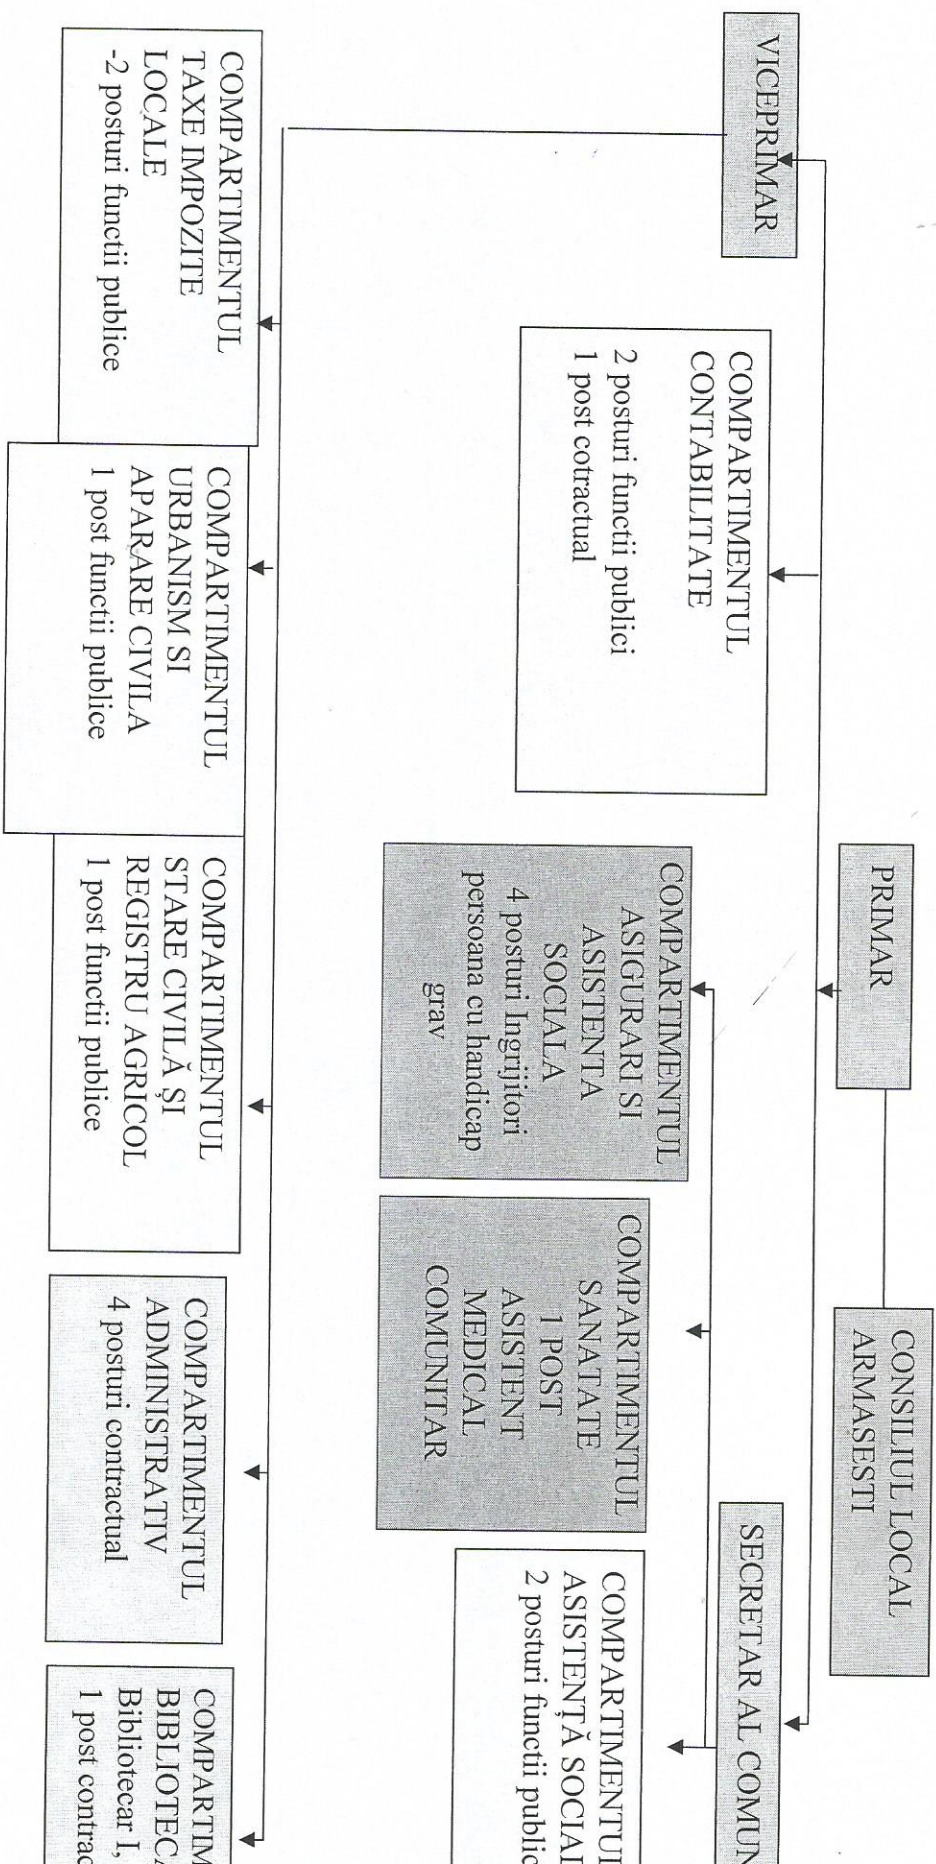 CONSILIUL LOCAL
ARMASESTI
PRIMAR
VICEPRIMAR
SECRETAR AL COMUN
COMPARTIMENTUL
CONTABILITATE
2 posturi functii publici
1 post cotractual
COMPARTIMENTUL
ASIGURARI SI
ASISTENTA
SOCIALA
4 posturi Ingrijitori
persoana cu handicap
grav
COMPARTIMENTUL
SANATATE
1 POST
ASISTENT
MEDICAL
COMUNITAR
COMPARTIMENTUL
ASISTENŢĂ SOCIAL
2 posturi functii public
COMPARTIMENTUL
TAXE IMPOZITE
LOCALE
-2 posturi functii publice
COMPARTIMENTUL
URBANISM SI
APARARE CIVILA
1 post functii publice
COMPARTIMENTUL
STARE CIVILĂ ŞI
REGISTRU AGRICOL
1 post functii publice
COMPARTIMENTUL
ADMINISTRATIV
4 posturi contractual
COMPARTIM
BIBLIOTECA
Bibliotecar I,
1 post contrac